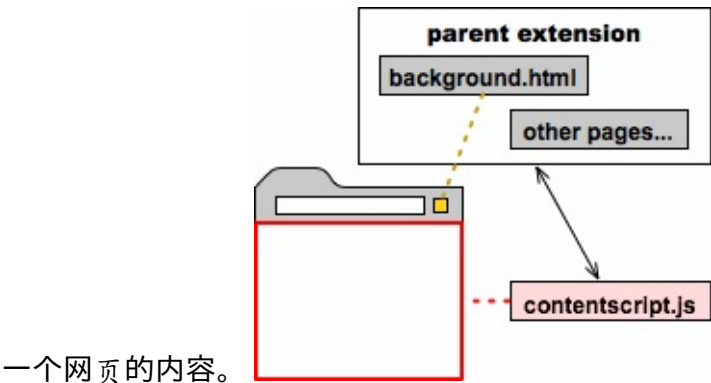 parent extension
background.html
other pages...
contentscript.js
一个网页的内容。